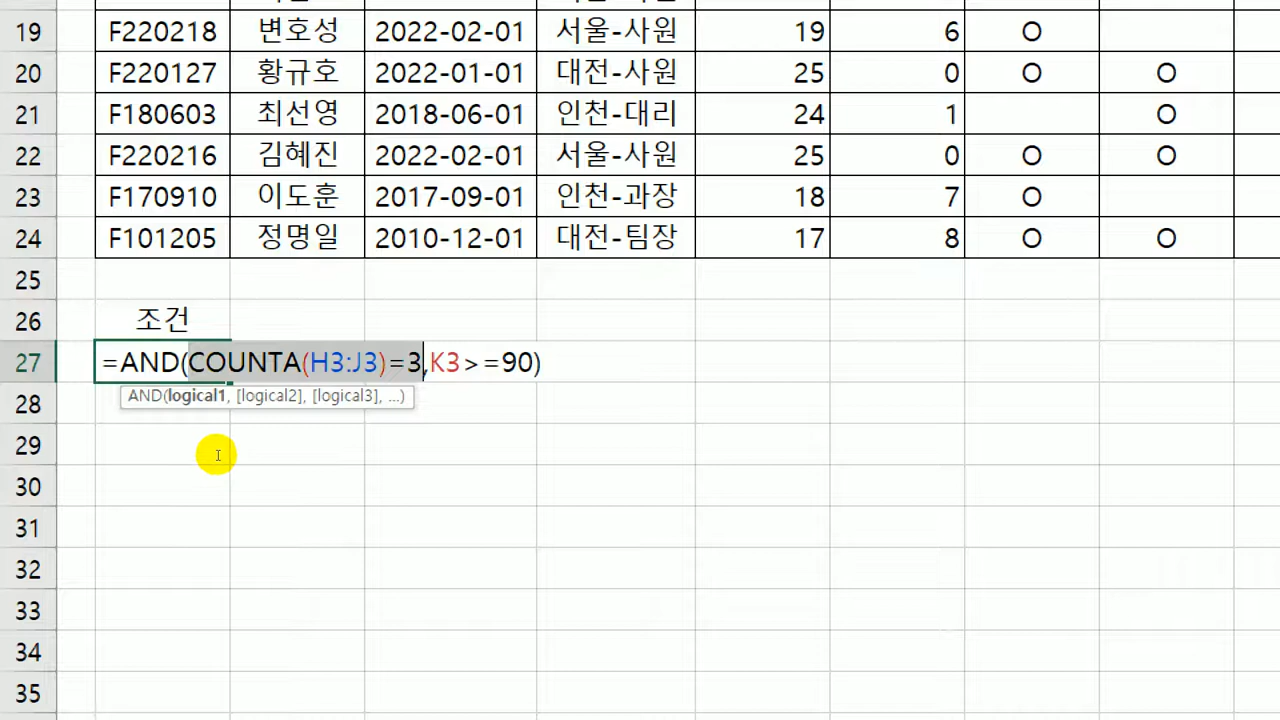 19 F220218 변호성 2022-02-01 서울-사원 19 6 O
20 F220127 황규호 2022-01-01 대전-사원 25 0 O O
21 F180603 최선영 2018-06-01 인천-대리 24 1 O
22 F220216 김혜진 2022-02-01 서울-사원 25 0 O O
23 F170910 이도훈 2017-09-01 인천-과장 18 7 O
24 F101205 정명일 2010-12-01 대전-팀장 17 8 O O
25
26 조건
27 =AND(COUNTA(H3:J3)=3,K3>=90)
28 AND(logical1, [logical2], [logical3], ...)
29
30
31
32
33
34
35